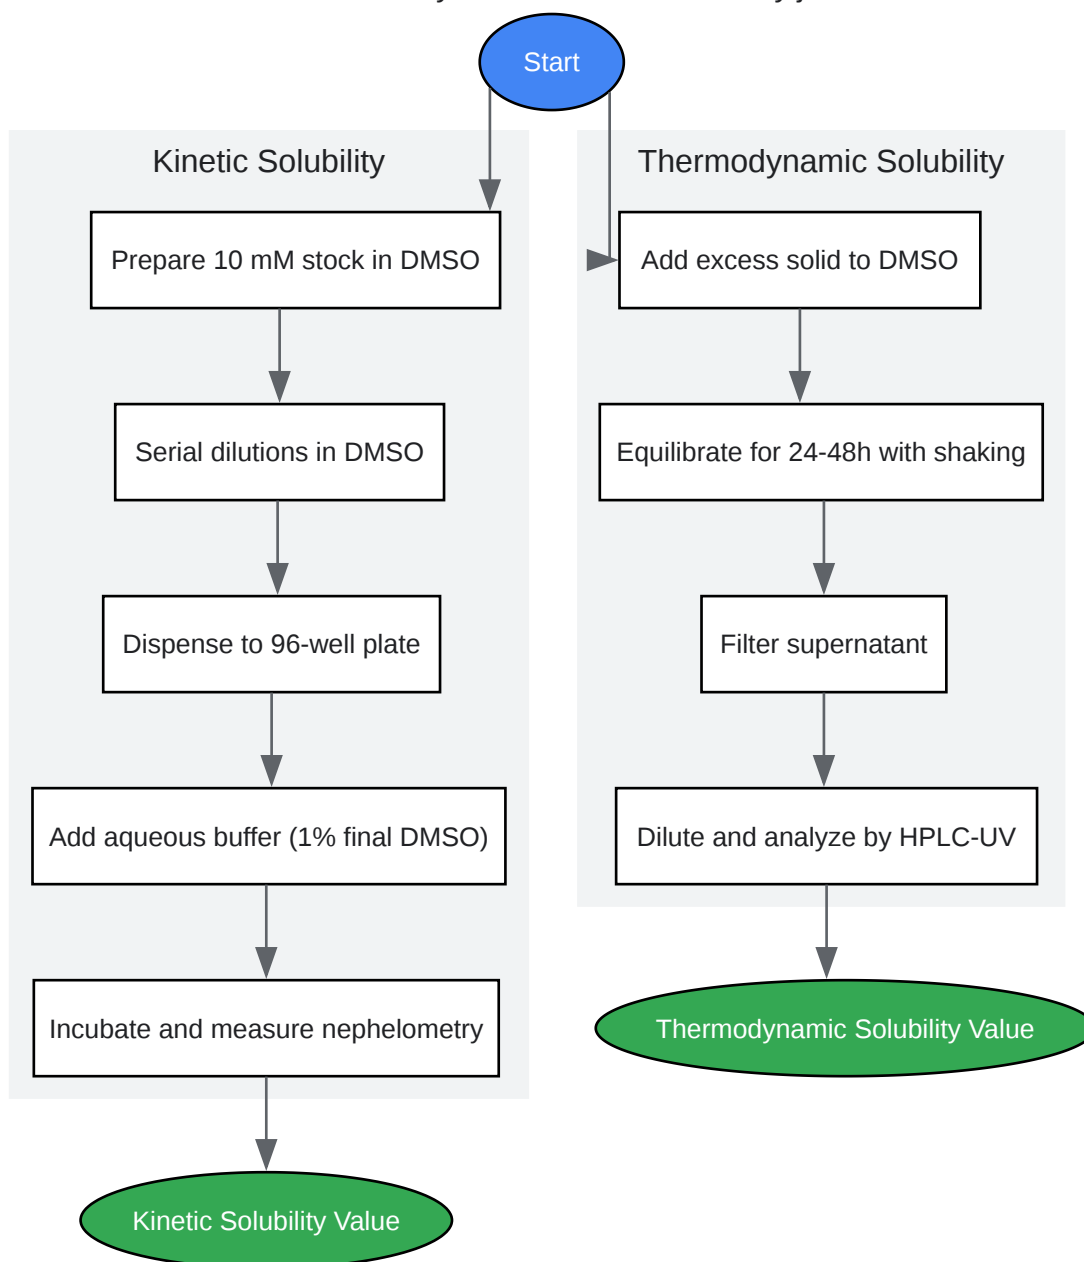 Start
Kinetic Solubility
Prepare 10 mM stock in DMSO
Serial dilutions in DMSO
Dispense to 96-well plate
Add aqueous buffer (1% final DMSO)
Incubate and measure nephelometry
Kinetic Solubility Value
Thermodynamic Solubility
Add excess solid to DMSO
Equilibrate for 24-48h with shaking
Filter supernatant
Dilute and analyze by HPLC-UV
Thermodynamic Solubility Value